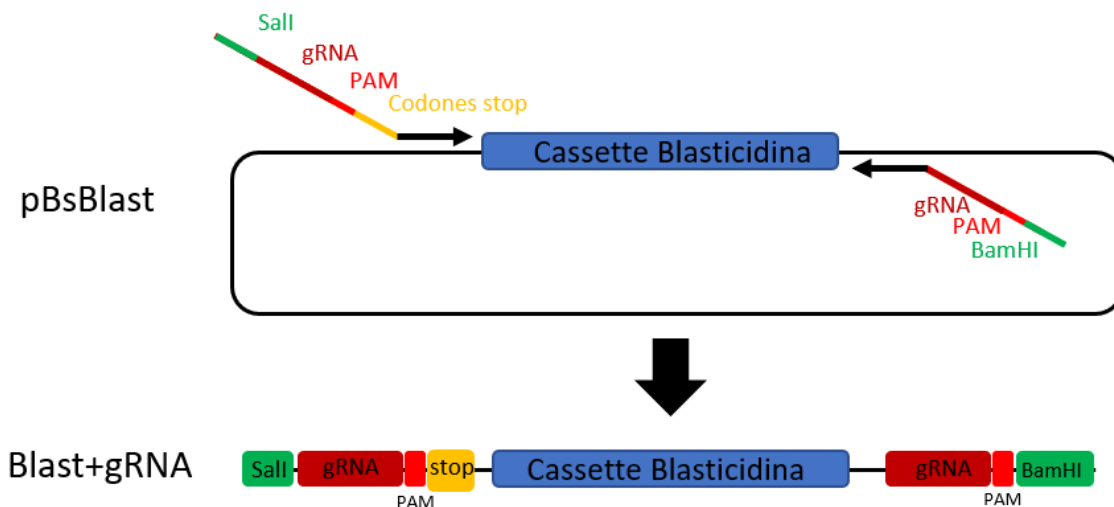 SalI
gRNA
PAM
Codones stop
Cassette Blasticidina
pBsBlast
gRNA
PAM
BamHI
Blast+gRNA
SalI
gRNA
PAM
stop
Cassette Blasticidina
gRNA
PAM
BamHI